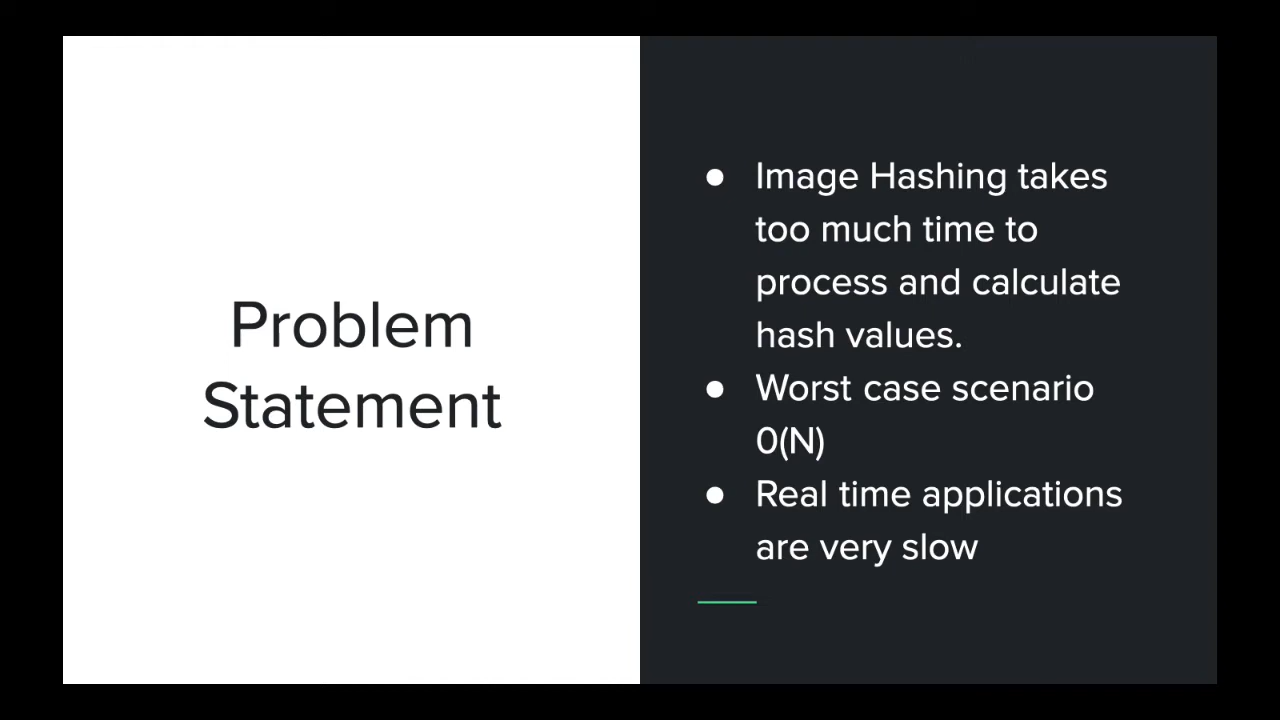 Problem
Statement
● Image Hashing takes
too much time to
process and calculate
hash values.
● Worst case scenario
0(N)
● Real time applications
are very slow